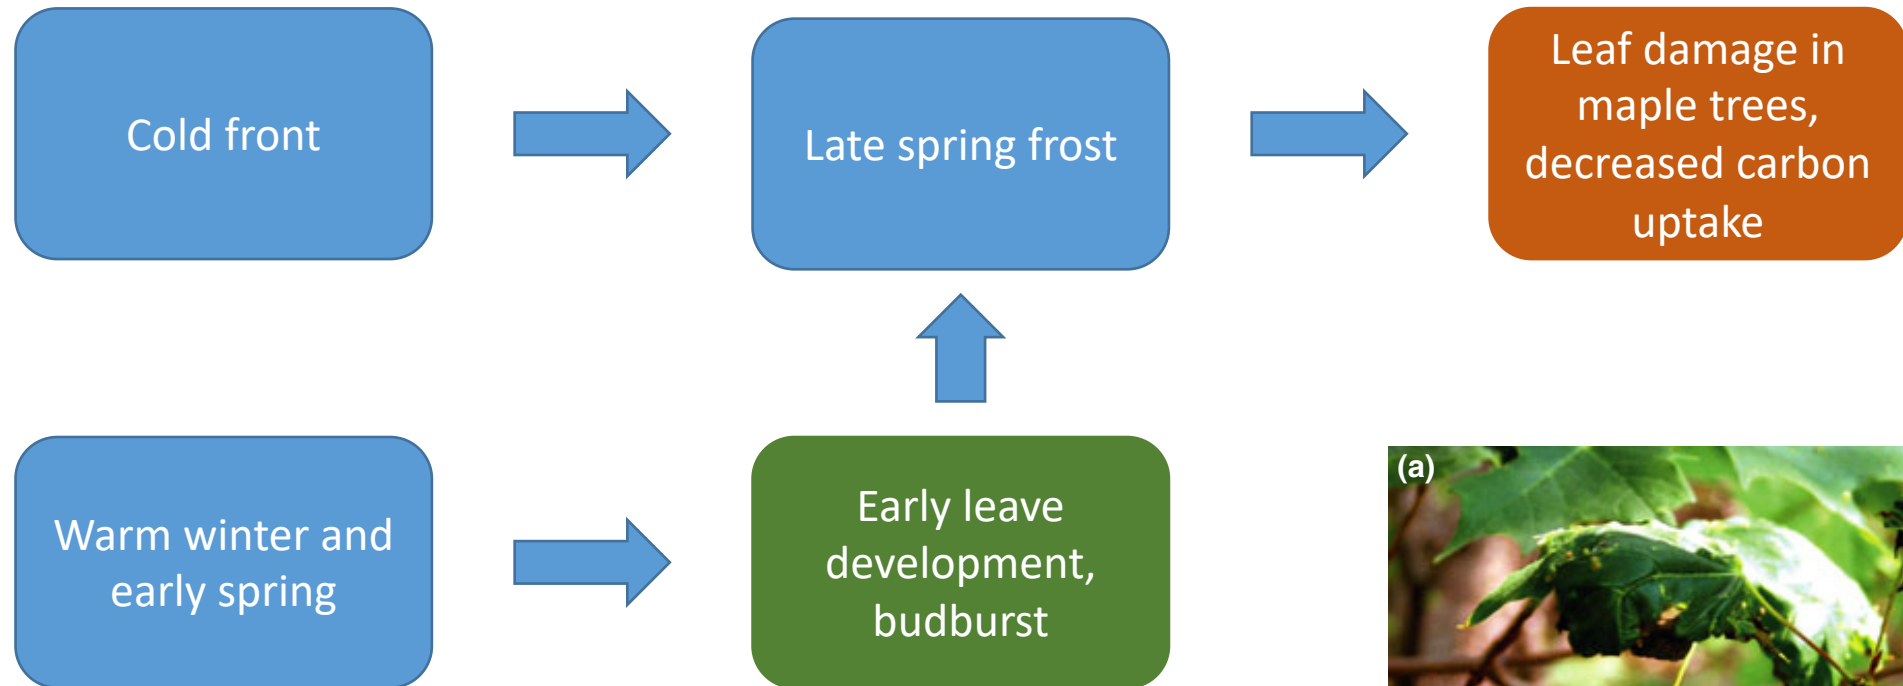 Cold front
Late spring frost
Leaf damage in
maple trees,
decreased carbon
uptake
Warm winter and
early spring
Early leave
development,
budburst
(a)